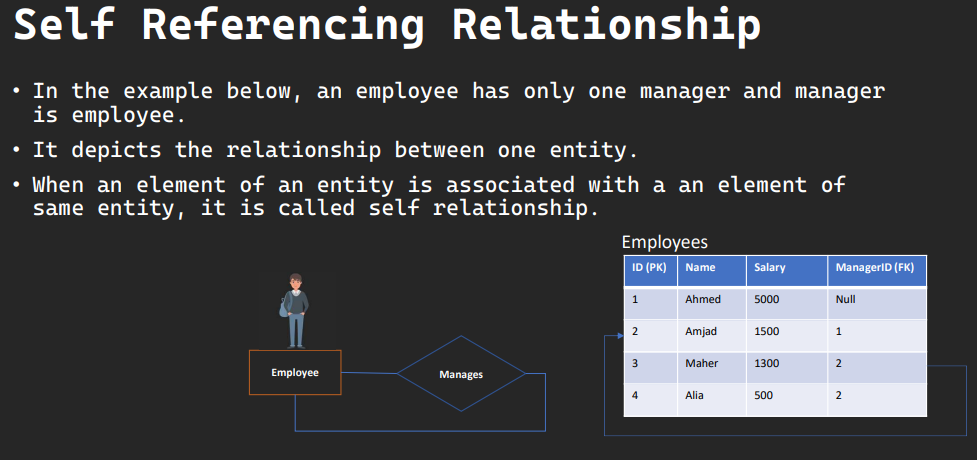 Self Referencing Relationship
• In the example below, an employee has only one manager and manager
is employee.
• It depicts the relationship between one entity.
• When an element of an entity is associated with a an element of
same entity, it is called self relationship.
Employees
ID (PK) Name Salary ManagerID (FK)
1 Ahmed 5000 Null
2 Amjad 1500 1
3 Maher 1300 2
4 Alia 500 2
Employee
Manages